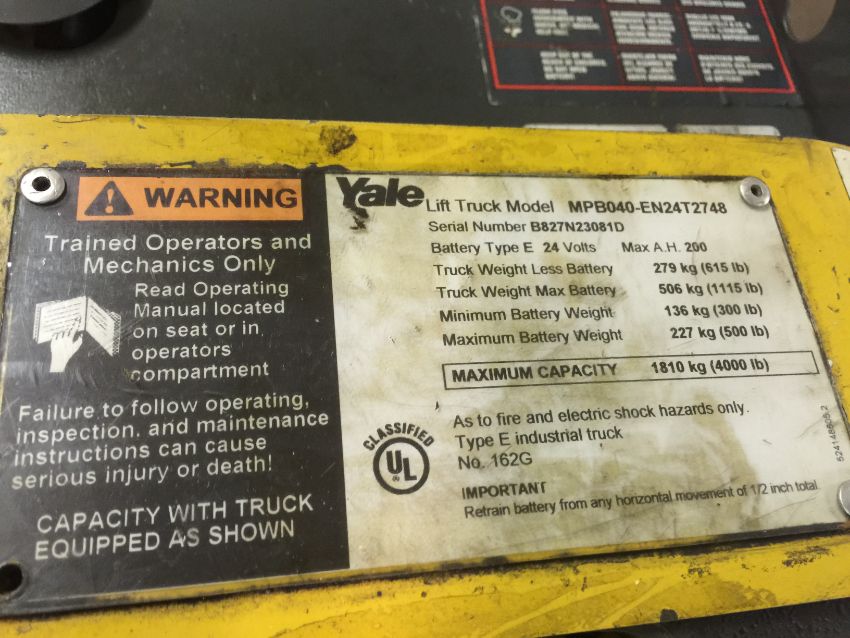 WARNING
Trained Operators and
Mechanics Only
Read Operating
Manual located
on seat or in
operators
compartment
Failure to follow operating,
inspection, and maintenance
instructions can cause
serious injury or death!
CAPACITY WITH TRUCK
EQUIPPED AS SHOWN
Yale Lift Truck Model MPB040-EN24T2748
Serial Number B827N23081D
Battery Type E 24 Volts Max A.H. 200
Truck Weight Less Battery 279 kg (615 lb)
Truck Weight Max Battery 506 kg (1115 lb)
Minimum Battery Weight 136 kg (300 lb)
Maximum Battery Weight 227 kg (500 lb)
MAXIMUM CAPACITY 1810 kg (4000 lb)
CLASSIFIED
UL
As to fire and electric shock hazards only.
Type E industrial truck
No. 162G
IMPORTANT
Retrain battery from any horizontal movement of 1/2 inch total